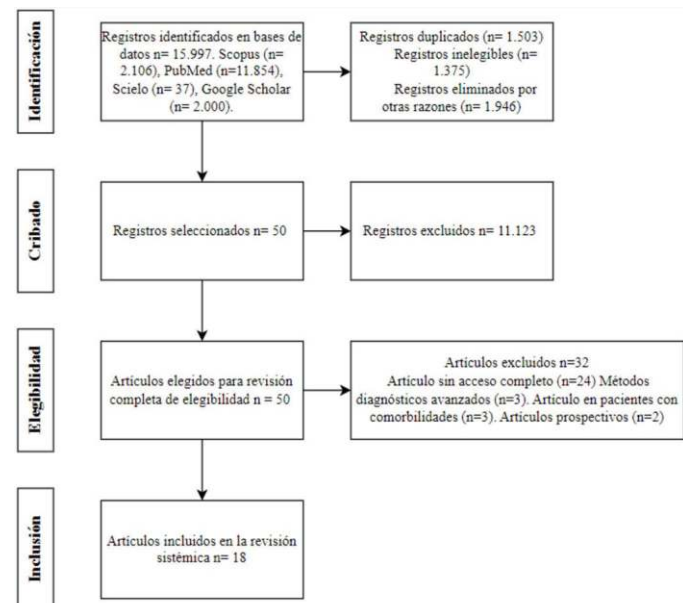 Identificación
Registros identificados en bases de
datos n= 15.997. Scopus (n=
2.106), PubMed (n=11.854),
Scielo (n= 37), Google Scholar
(n= 2.000).
Registros duplicados (n= 1.503)
Registros inelegibles (n=
1.375)
Registros eliminados por
otras razones (n= 1.946)
Cribado
Registros seleccionados n= 50
Registros excluidos n= 11.123
Elegibilidad
Artículos elegidos para revisión
completa de elegibilidad n = 50
Artículos excluidos n=32
Artículo sin acceso completo (n=24) Métodos
diagnósticos avanzados (n=3). Artículo en pacientes con
comorbilidades (n=3). Artículos prospectivos (n=2)
Inclusión
Artículos incluidos en la revisión
sistèmica n= 18